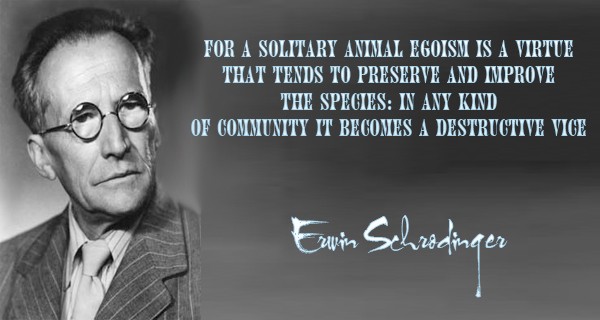 FOR A SOLITARY ANIMAL EGOISM IS A VIRTUE
THAT TENDS TO PRESERVE AND IMPROVE
THE SPECIES: IN ANY KIND
OF COMMUNITY IT BECOMES A DESTRUCTIVE VICE
Erwin Schrodinger